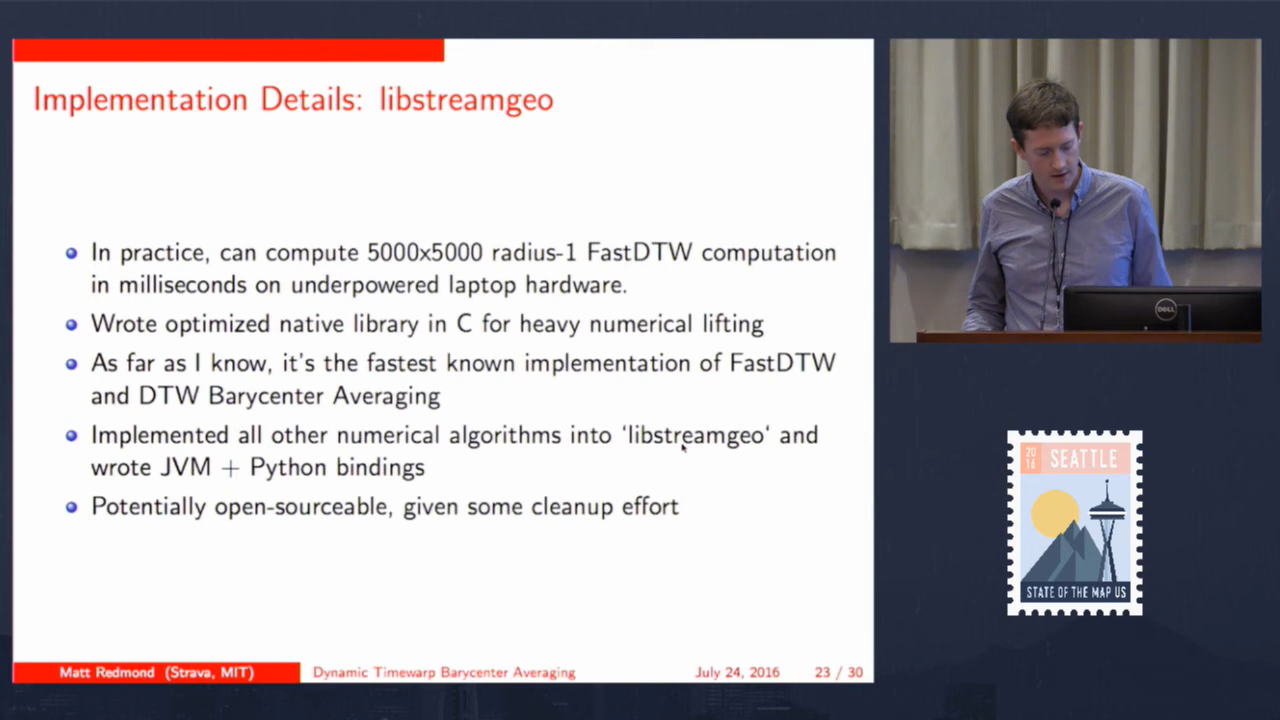 Implementation Details: libstreamgeo
In practice, can compute 5000x5000 radius-1 FastDTW computation
in milliseconds on underpowered laptop hardware.
Wrote optimized native library in C for heavy numerical lifting
As far as I know, it's the fastest known implementation of FastDTW
and DTW Barycenter Averaging
Implemented all other numerical algorithms into ‘libstreamgeo‘ and
wrote JVM + Python bindings
Potentially open-sourceable, given some cleanup effort
Matt Redmond (Strava, MIT) Dynamic Timewarp Barycenter Averaging July 24, 2016 23 / 30
DELL
20
16
SEATTLE
STATE OF THE MAP US